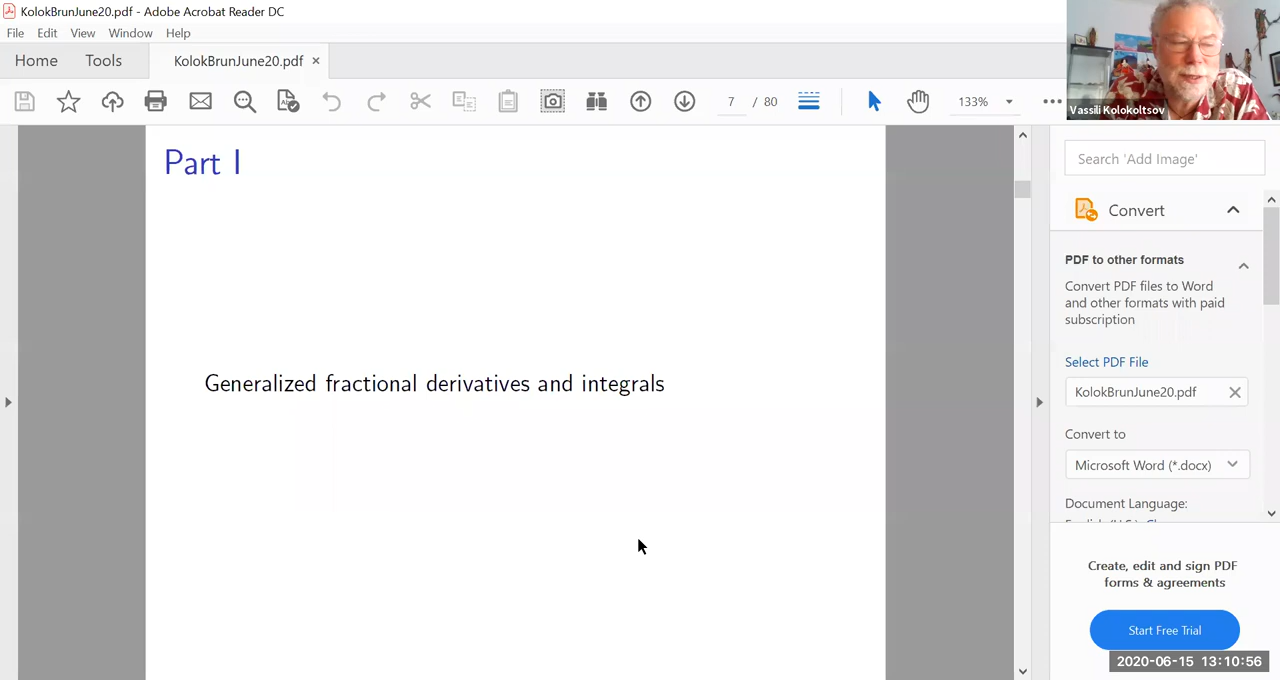 KolokBrunJune20.pdf - Adobe Acrobat Reader DC
File Edit View Window Help
Home Tools KolokBrunJune20.pdf ×
7 / 80 133%
Vassili Kolokoltsov
Part I
Generalized fractional derivatives and integrals
Search 'Add Image'
Convert
PDF to other formats
Convert PDF files to Word
and other formats with paid
subscription
Select PDF File
KolokBrunJune20.pdf
Convert to
Microsoft Word (*.docx)
Document Language:
Create, edit and sign PDF
forms & agreements
Start Free Trial
2020-06-15 13:10:56